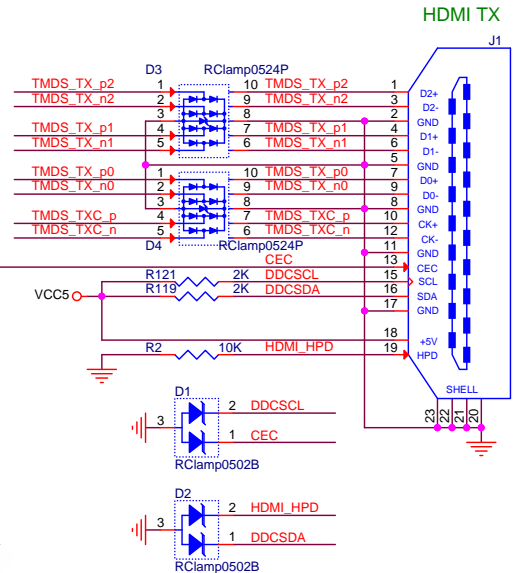 HDMI TX
J1
D3 RClamp0524P
TMDS_TX_p2 1 10 TMDS_TX_p2 1 D2+
TMDS_TX_n2 2 9 TMDS_TX_n2 3 D2-
3 8 2 GND
TMDS_TX_p1 4 7 TMDS_TX_p1 4 D1+
TMDS_TX_n1 5 6 TMDS_TX_n1 6 D1-
5 GND
TMDS_TX_p0 1 10 TMDS_TX_p0 7 D0+
TMDS_TX_n0 2 9 TMDS_TX_n0 9 D0-
3 8 8 GND
TMDS_TXC_p 4 7 TMDS_TXC_p 10 CK+
TMDS_TXC_n 5 6 TMDS_TXC_n 12 CK-
D4 RClamp0524P 11 GND
CEC 13 CEC
R121 2K DDCSCL 15 SCL
VCC5 R119 2K DDCSDA 16 SDA
17 GND
18 +5V
R2 10K HDMI_HPD 19 HPD
SHELL
23 22 21 20
D1
2 DDCSCL
3
1 CEC
RClamp0502B
D2
2 HDMI_HPD
3
1 DDCSDA
RClamp0502B